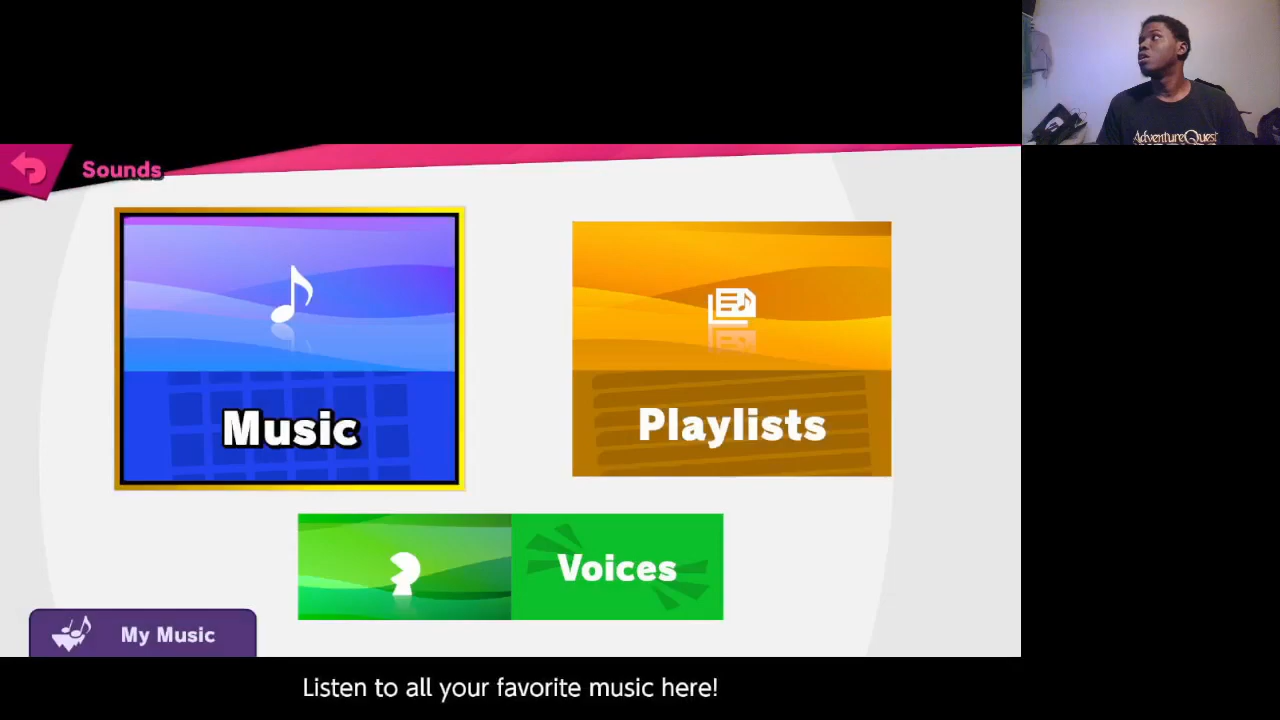 AdventureQuest
Sounds
Music
Playlists
Voices
My Music
Listen to all your favorite music here!